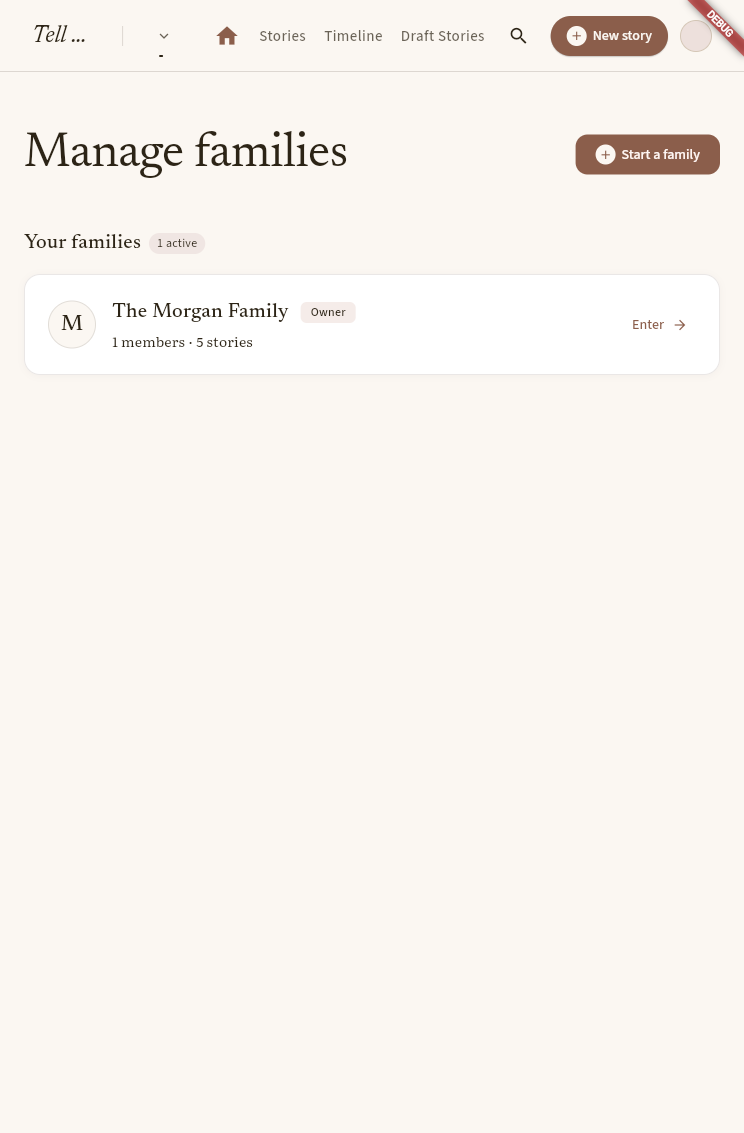 Tell ...
Stories
Timeline
Draft Stories
New story
DEBUG
Manage families
Start a family
Your families
1 active
M
The Morgan Family
Owner
1 members · 5 stories
Enter